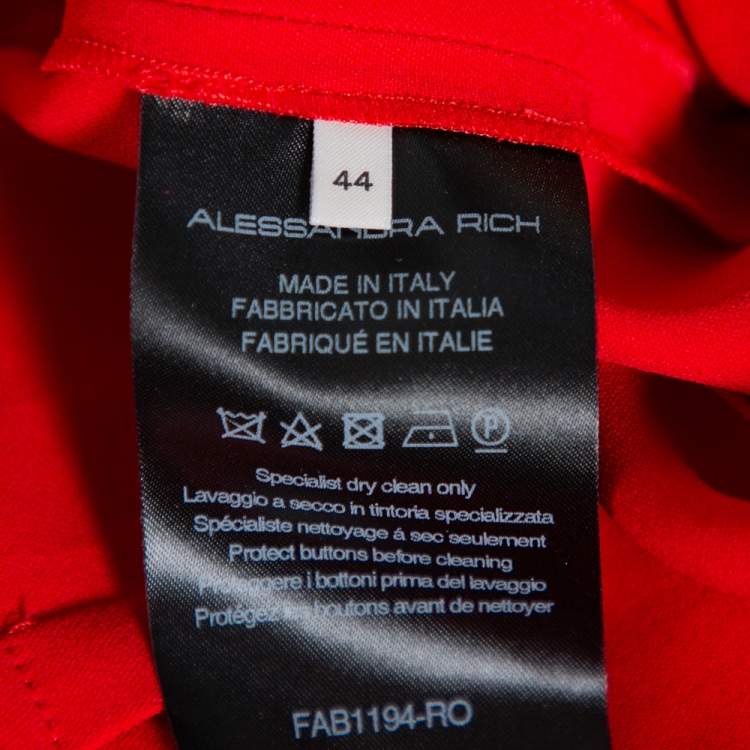 44
ALESSANDRA RICH
MADE IN ITALY
FABBRICATO IN ITALIA
FABRIQUÉ EN ITALIE
P
Specialist dry clean only
Lavaggio a secco in tintoria specializzata
Spécialiste nettoyage á sec seulement
Protect buttons before cleaning
Proteggere i bottoni prima del lavaggio
Protégez les boutons avant de nettoyer
FAB1194-RO